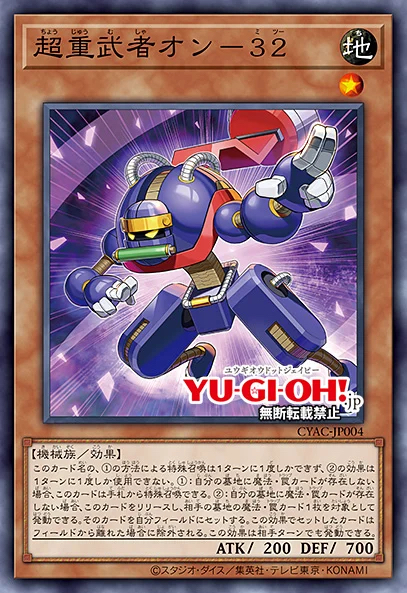 超重武者オン－32
地
ユウギオウドットジェイピー
YU-GI-OH!.jp
無断転載禁止
CYAC-JP004
【機械族／効果】
このカード名の、①の方法による特殊召喚は1ターンに1度しかできず、②の効果は
1ターンに1度しか使用できない。①：自分の墓地に魔法・罠カードが存在しない
場合、このカードは手札から特殊召喚できる。②：自分の墓地に魔法・罠カードが存在
しない場合、このカードをリリースし、相手の墓地の魔法・罠カード1枚を対象として
発動できる。そのカードを自分フィールドにセットする。この効果でセットしたカードは
フィールドから離れた場合に除外される。この効果は相手ターンでも発動できる。
ATK/ 200 DEF/ 700
©スタジオ・ダイス／集英社・テレビ東京・KONAMI